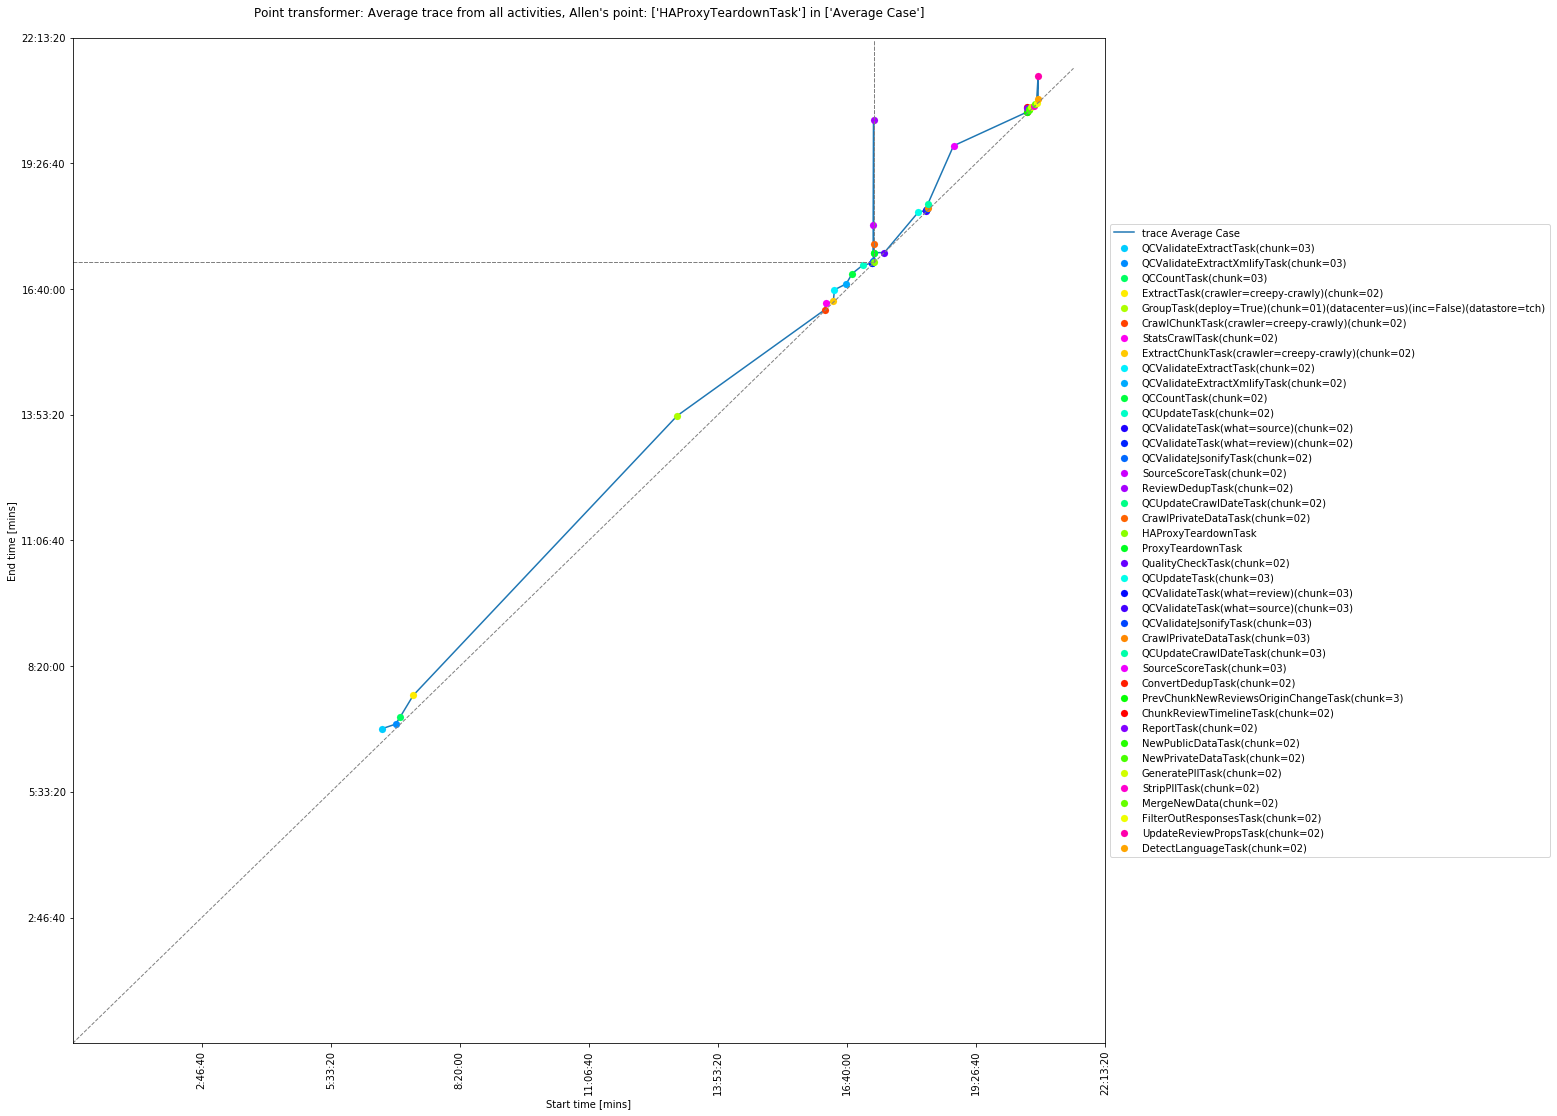 Point transformer: Average trace from all activities, Allen's point: ['HAProxyTeardownTask'] in ['Average Case']
22:13:20
19:26:40
16:40:00
13:53:20
11:06:40
8:20:00
5:33:20
2:46:40
End time [mins]
2:46:40
5:33:20
8:20:00
11:06:40
13:53:20
16:40:00
19:26:40
22:13:20
Start time [mins]
trace Average Case
QCValidateExtractTask(chunk=03)
QCValidateExtractXmlifyTask(chunk=03)
QCCountTask(chunk=03)
ExtractTask(crawler=creepy-crawly)(chunk=02)
GroupTask(deploy=True)(chunk=01)(datacenter=us)(inc=False)(datastore=tch)
CrawlChunkTask(crawler=creepy-crawly)(chunk=02)
StatsCrawlTask(chunk=02)
ExtractChunkTask(crawler=creepy-crawly)(chunk=02)
QCValidateExtractTask(chunk=02)
QCValidateExtractXmlifyTask(chunk=02)
QCCountTask(chunk=02)
QCUpdateTask(chunk=02)
QCValidateTask(what=source)(chunk=02)
QCValidateTask(what=review)(chunk=02)
QCValidateJsonifyTask(chunk=02)
SourceScoreTask(chunk=02)
ReviewDedupTask(chunk=02)
QCUpdateCrawlDateTask(chunk=02)
CrawlPrivateDataTask(chunk=02)
HAProxyTeardownTask
ProxyTeardownTask
QualityCheckTask(chunk=02)
QCUpdateTask(chunk=03)
QCValidateTask(what=review)(chunk=03)
QCValidateTask(what=source)(chunk=03)
QCValidateJsonifyTask(chunk=03)
CrawlPrivateDataTask(chunk=03)
QCUpdateCrawlDateTask(chunk=03)
SourceScoreTask(chunk=03)
ConvertDedupTask(chunk=02)
PrevChunkNewReviewsOriginChangeTask(chunk=3)
ChunkReviewTimelineTask(chunk=02)
ReportTask(chunk=02)
NewPublicDataTask(chunk=02)
NewPrivateDataTask(chunk=02)
GeneratePIITask(chunk=02)
StripPIITask(chunk=02)
MergeNewData(chunk=02)
FilterOutResponsesTask(chunk=02)
UpdateReviewPropsTask(chunk=02)
DetectLanguageTask(chunk=02)